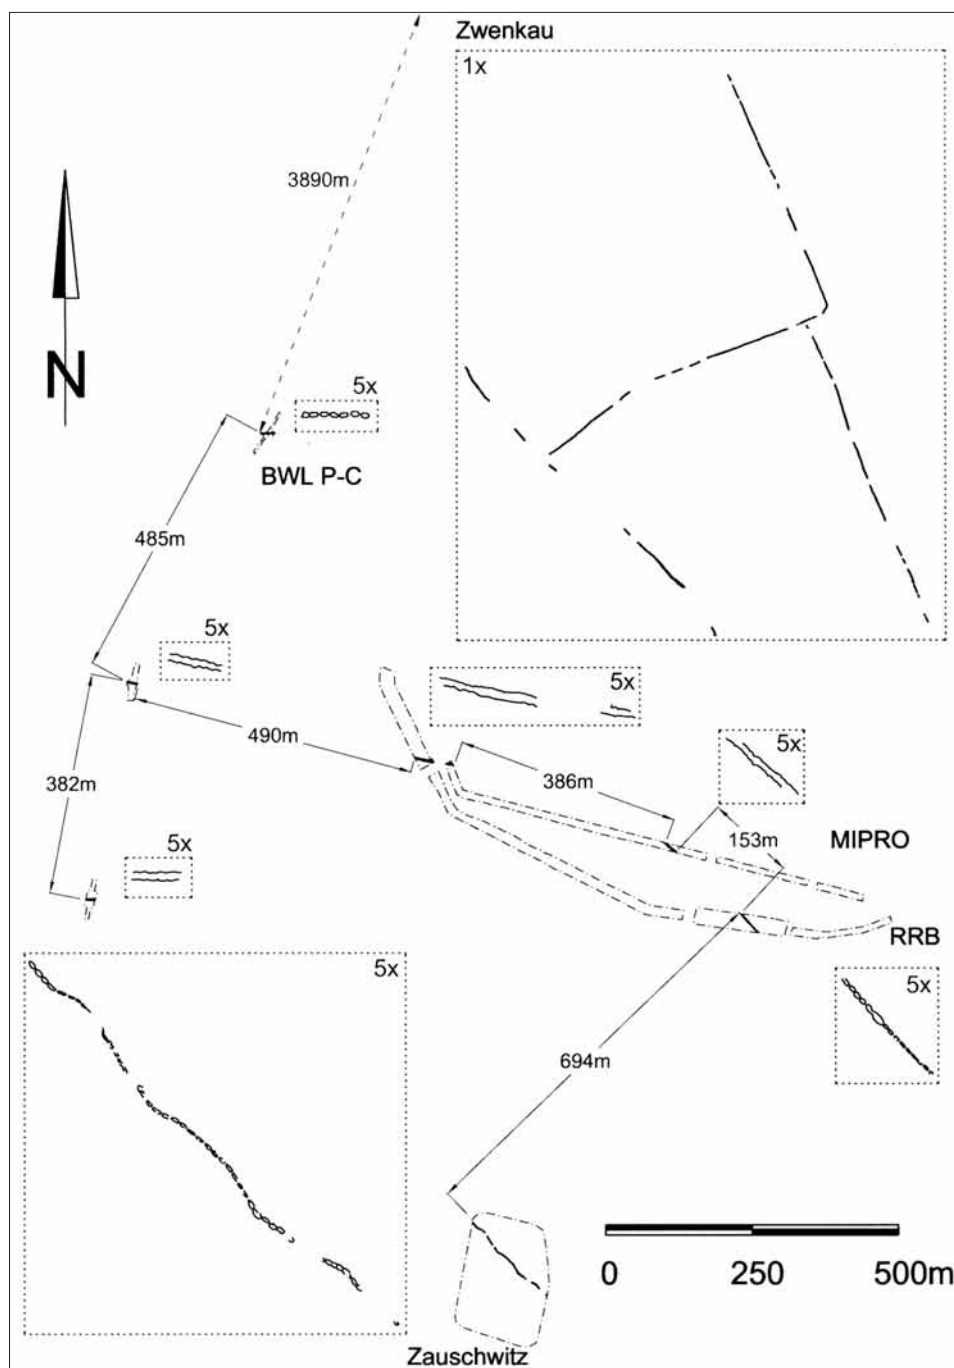 Zwenkau
1x
3890m
N
5x
BWL P-C
485m
5x
5x
490m
5x
386m
382m
153m
MIPRO
5x
RRB
5x
5x
694m
0 250 500m
Zauschwitz